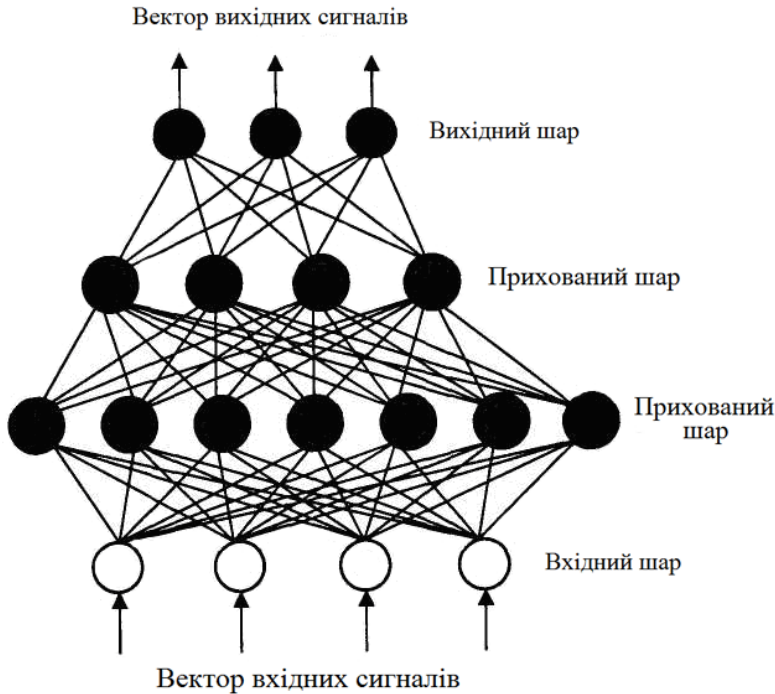 Вектор вихідних сигналів
Вихідний шар
Прихований шар
Прихований
шар
Вхідний шар
Вектор вхідних сигналів